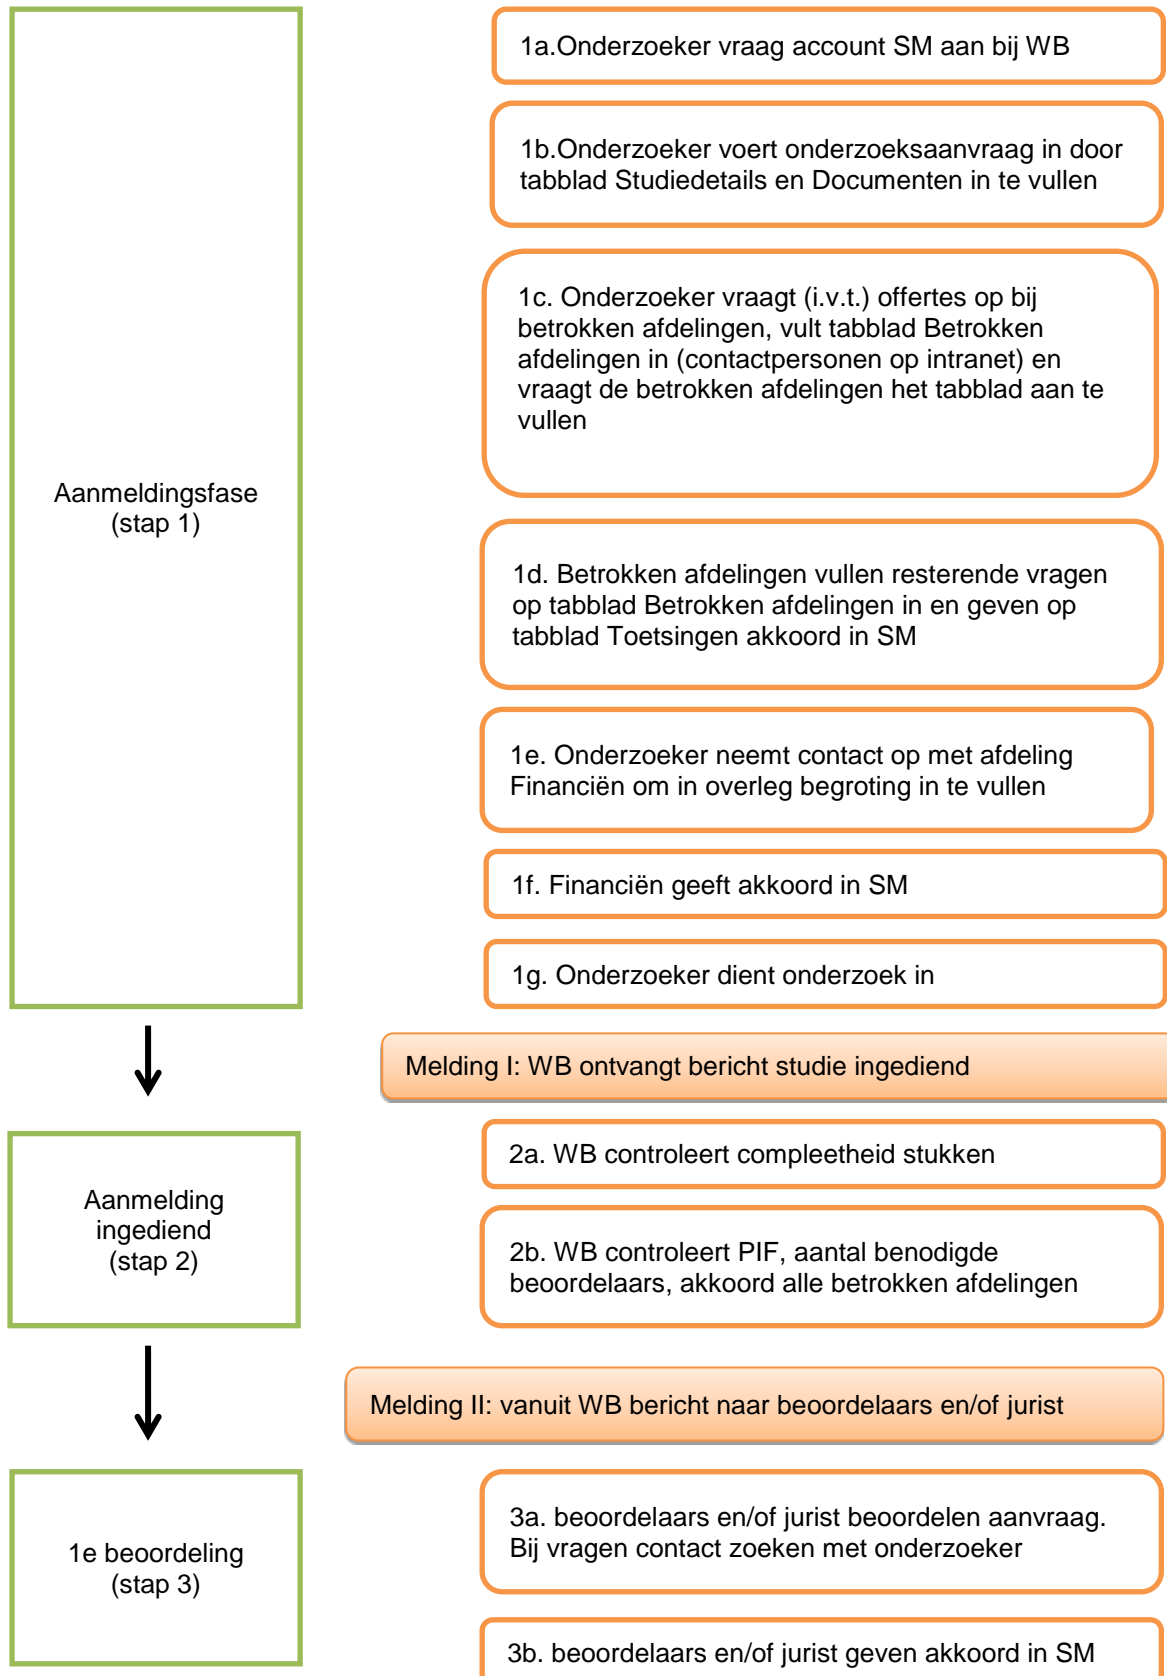 Aanmeldingsfase
(stap 1)
1a.Onderzoeker vraag account SM aan bij WB
1b.Onderzoeker voert onderzoeksaanvraag in door
tabblad Studiedetails en Documenten in te vullen
1c. Onderzoeker vraagt (i.v.t.) offertes op bij
betrokken afdelingen, vult tabblad Betrokken
afdelingen in (contactpersonen op intranet) en
vraagt de betrokken afdelingen het tabblad aan te
vullen
1d. Betrokken afdelingen vullen resterende vragen
op tabblad Betrokken afdelingen in en geven op
tabblad Toetsingen akkoord in SM
1e. Onderzoeker neemt contact op met afdeling
Financiën om in overleg begroting in te vullen
1f. Financiën geeft akkoord in SM
1g. Onderzoeker dient onderzoek in
Melding I: WB ontvangt bericht studie ingediend
Aanmelding
ingediend
(stap 2)
2a. WB controleert compleetheid stukken
2b. WB controleert PIF, aantal benodigde
beoordelaars, akkoord alle betrokken afdelingen
Melding II: vanuit WB bericht naar beoordelaars en/of jurist
1e beoordeling
(stap 3)
3a. beoordelaars en/of jurist beoordelen aanvraag.
Bij vragen contact zoeken met onderzoeker
3b. beoordelaars en/of jurist geven akkoord in SM